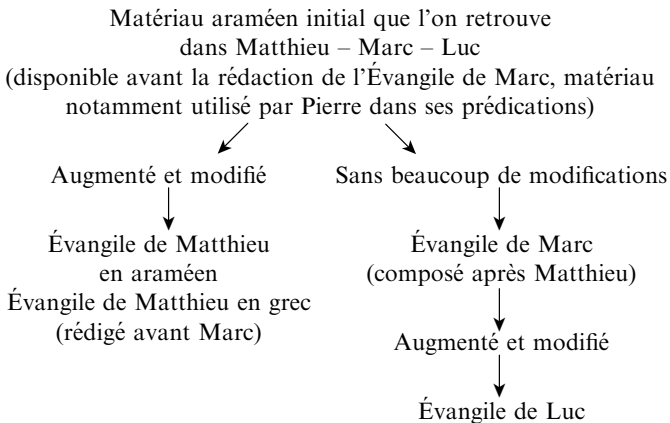 Matériau araméen initial que l'on retrouve
dans Matthieu – Marc – Luc
(disponible avant la rédaction de l'Évangile de Marc, matériau
notamment utilisé par Pierre dans ses prédications)
Augmenté et modifié
Sans beaucoup de modifications
Évangile de Matthieu
en araméen
Évangile de Matthieu en grec
(rédigé avant Marc)
Évangile de Marc
(composé après Matthieu)
Augmenté et modifié
Évangile de Luc